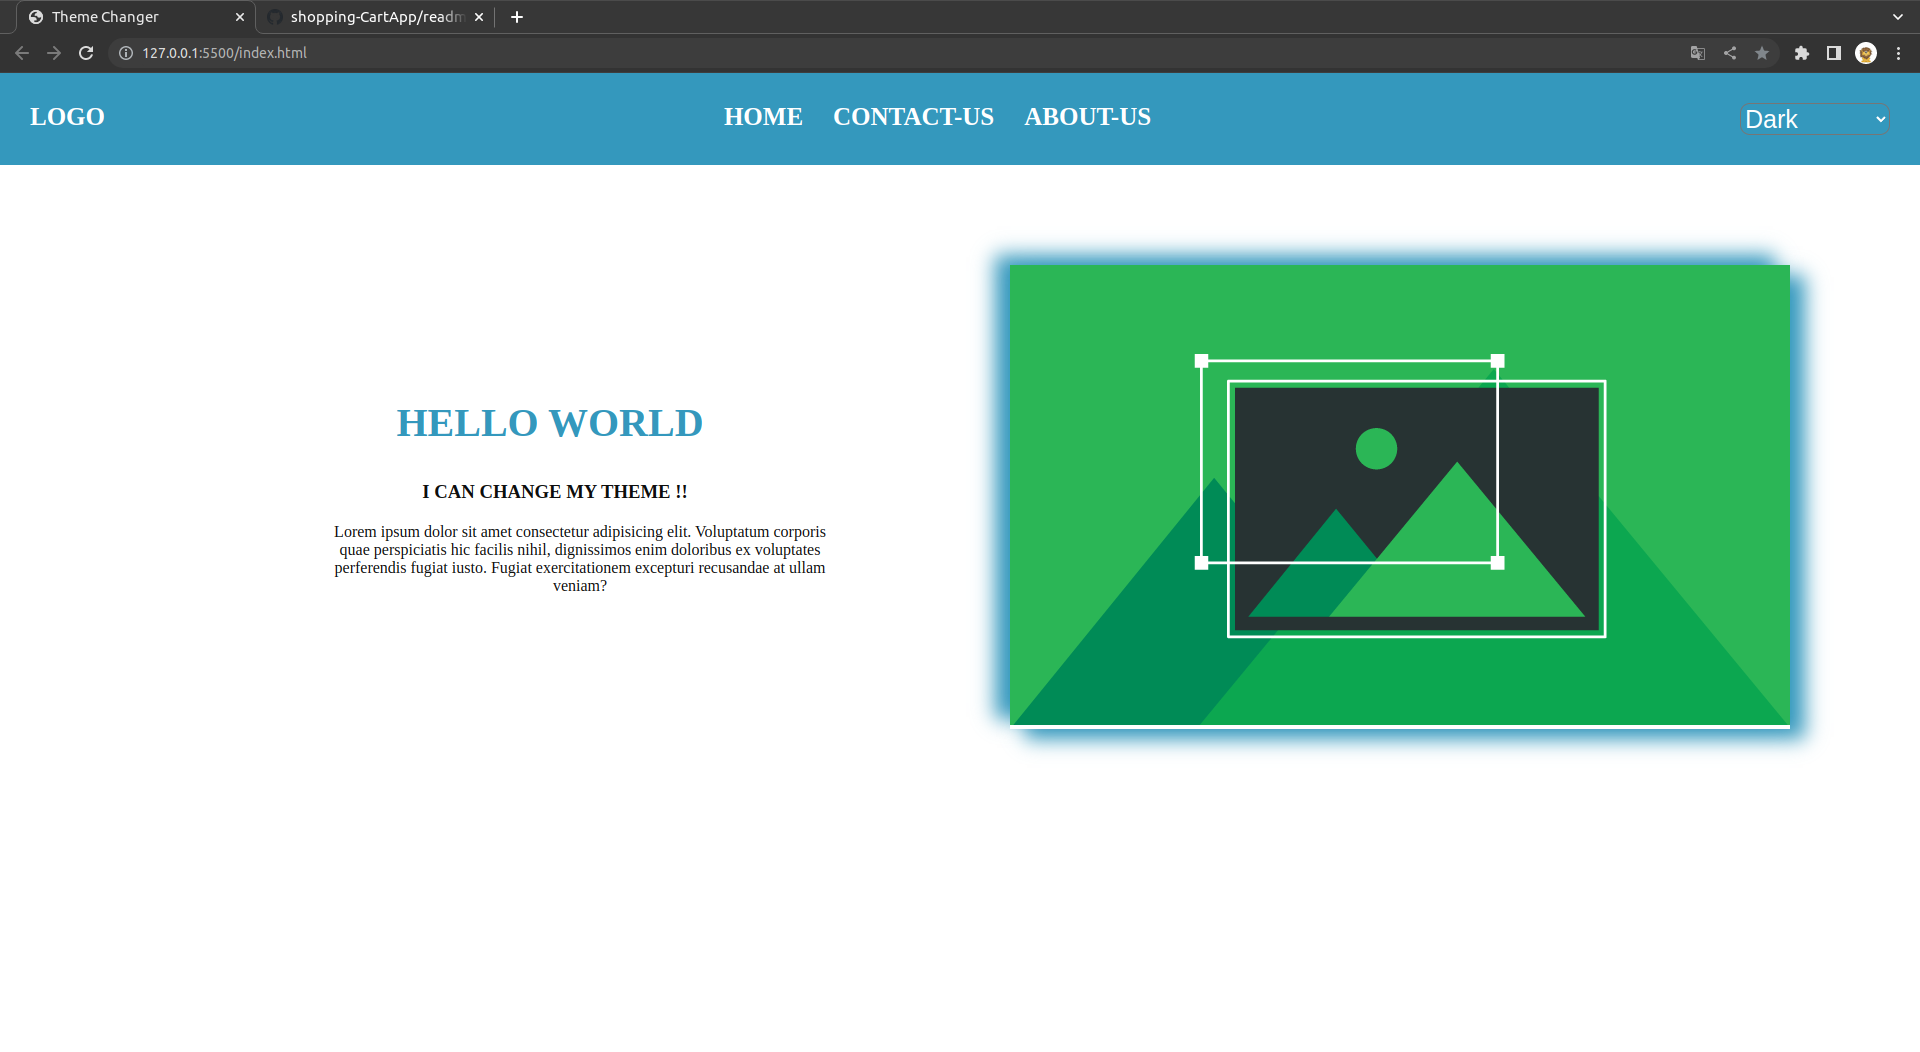 Theme Changer
shopping-CartApp/readm
127.0.0.1:5500/index.html
LOGO
HOME
CONTACT-US
ABOUT-US
Dark
HELLO WORLD
I CAN CHANGE MY THEME !!
Lorem ipsum dolor sit amet consectetur adipisicing elit. Voluptatum corporis
quae perspiciatis hic facilis nihil, dignissimos enim doloribus ex voluptates
perferendis fugiat iusto. Fugiat exercitationem excepturi recusandae at ullam
veniam?